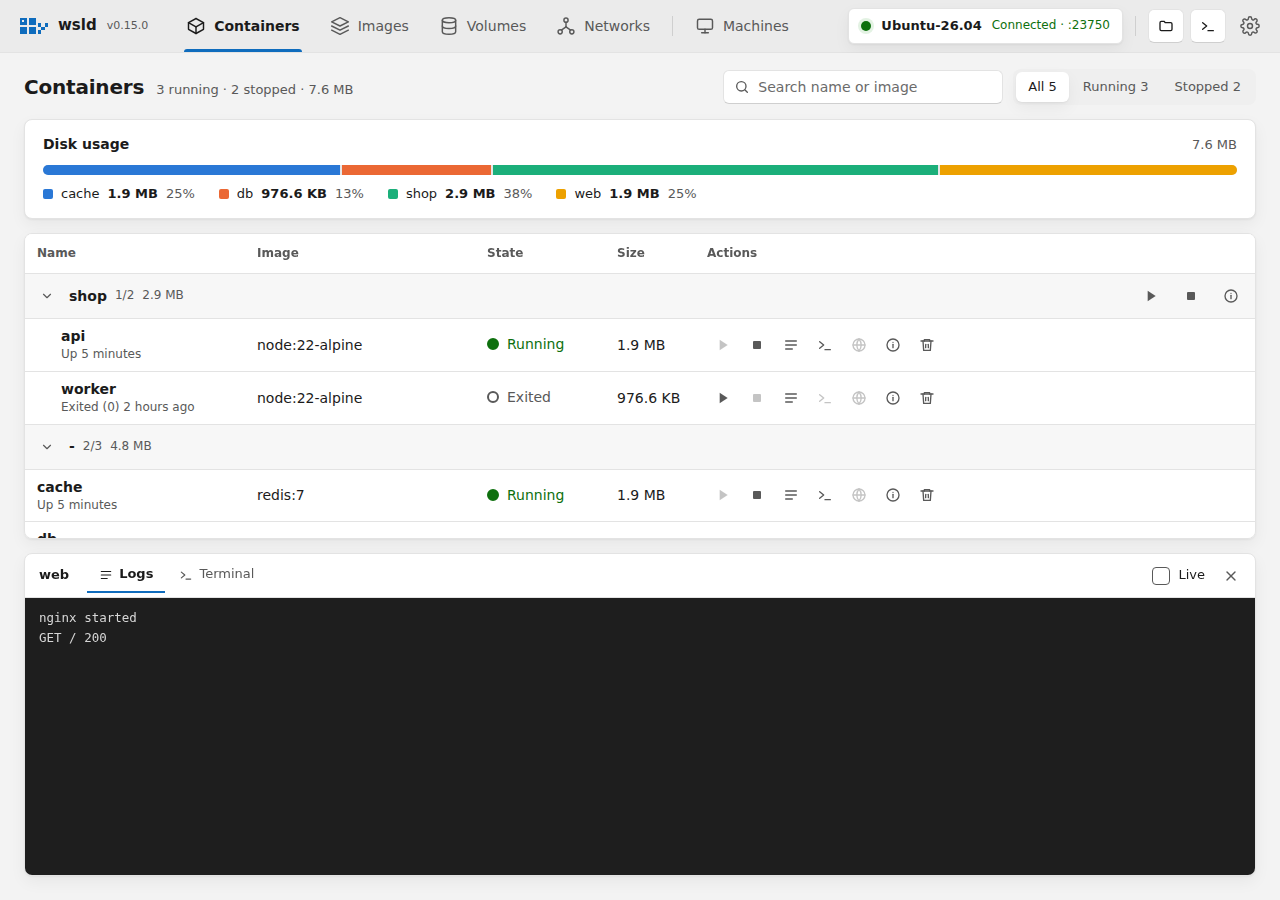 wsld v0.15.0 Containers Images Volumes Networks Machines Ubuntu-26.04 Connected · :23750
Containers 3 running · 2 stopped · 7.6 MB Search name or image All 5 Running 3 Stopped 2
Disk usage 7.6 MB
cache 1.9 MB 25% db 976.6 KB 13% shop 2.9 MB 38% web 1.9 MB 25%
Name Image State Size Actions
shop 1/2 2.9 MB
api
Up 5 minutes
node:22-alpine Running 1.9 MB
worker
Exited (0) 2 hours ago
node:22-alpine Exited 976.6 KB
- 2/3 4.8 MB
cache
Up 5 minutes
redis:7 Running 1.9 MB
db
web Logs Terminal Live
nginx started
GET / 200